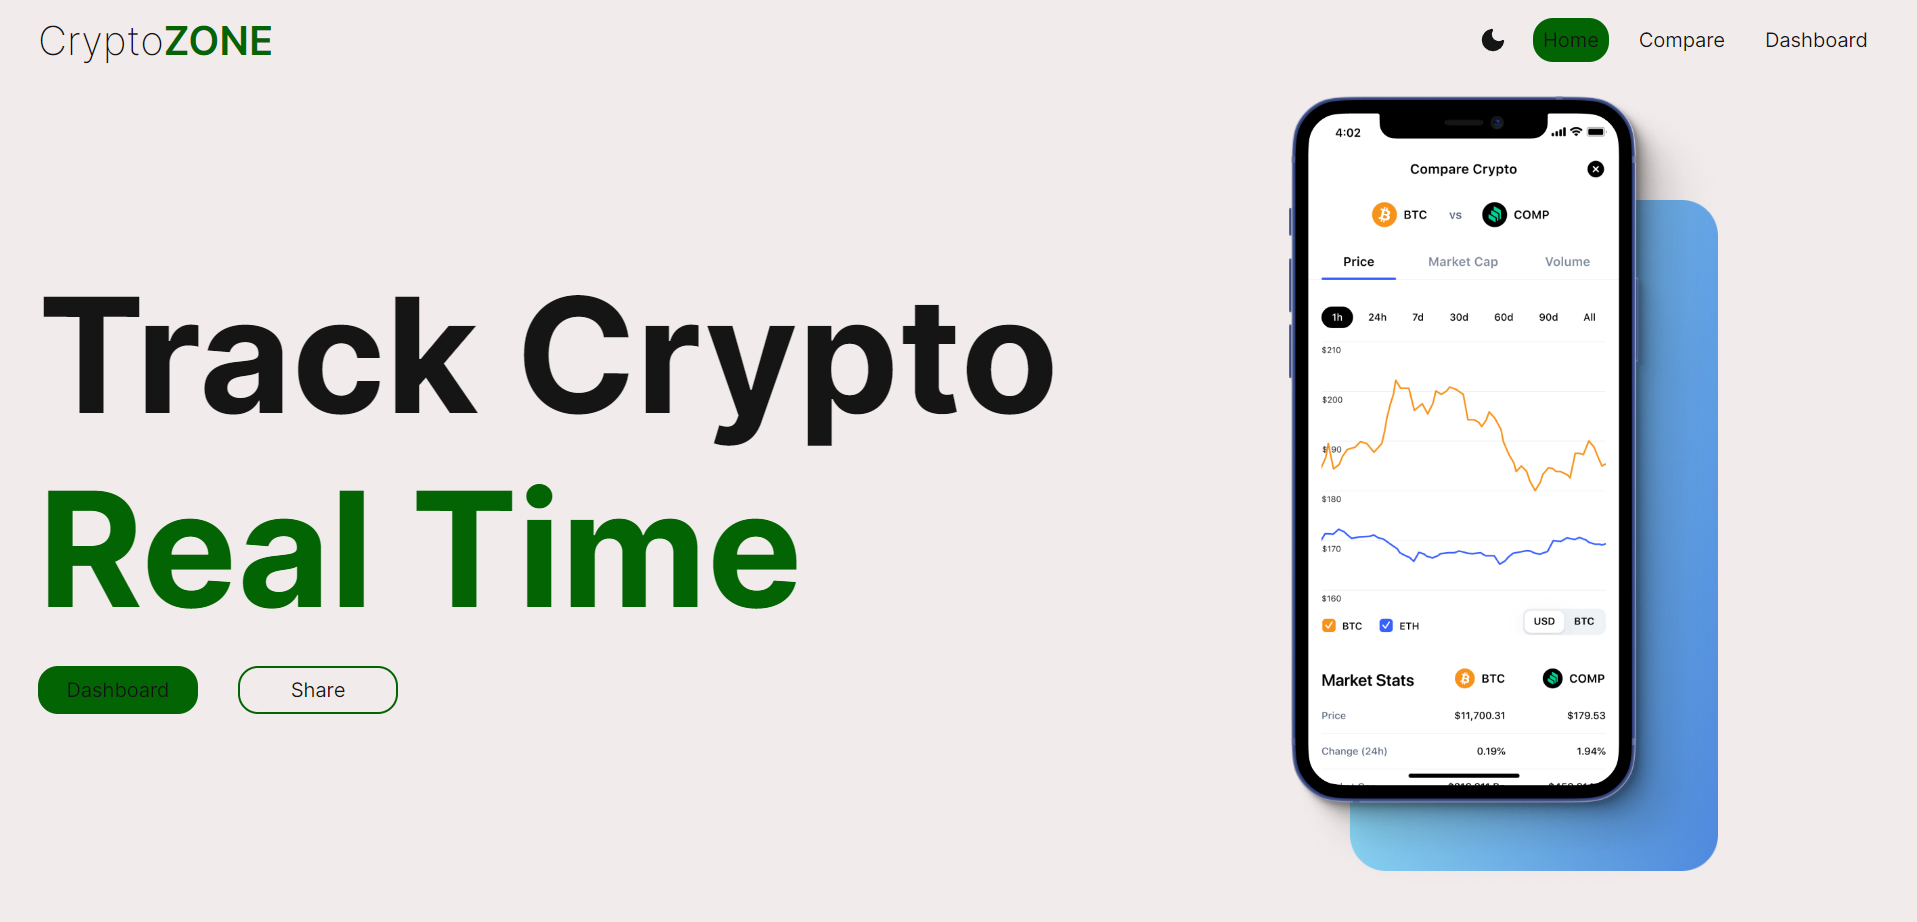 CryptoZONE
Home Compare Dashboard
Track Crypto
Real Time
Dashboard Share
4:02
Compare Crypto
BTC vs COMP
Price Market Cap Volume
1h 24h 7d 30d 60d 90d All
$210
$200
$190
$180
$170
$160
BTC ETH USD BTC
Market Stats BTC COMP
Price $11,700.31 $179.53
Change (24h) 0.19% 1.94%